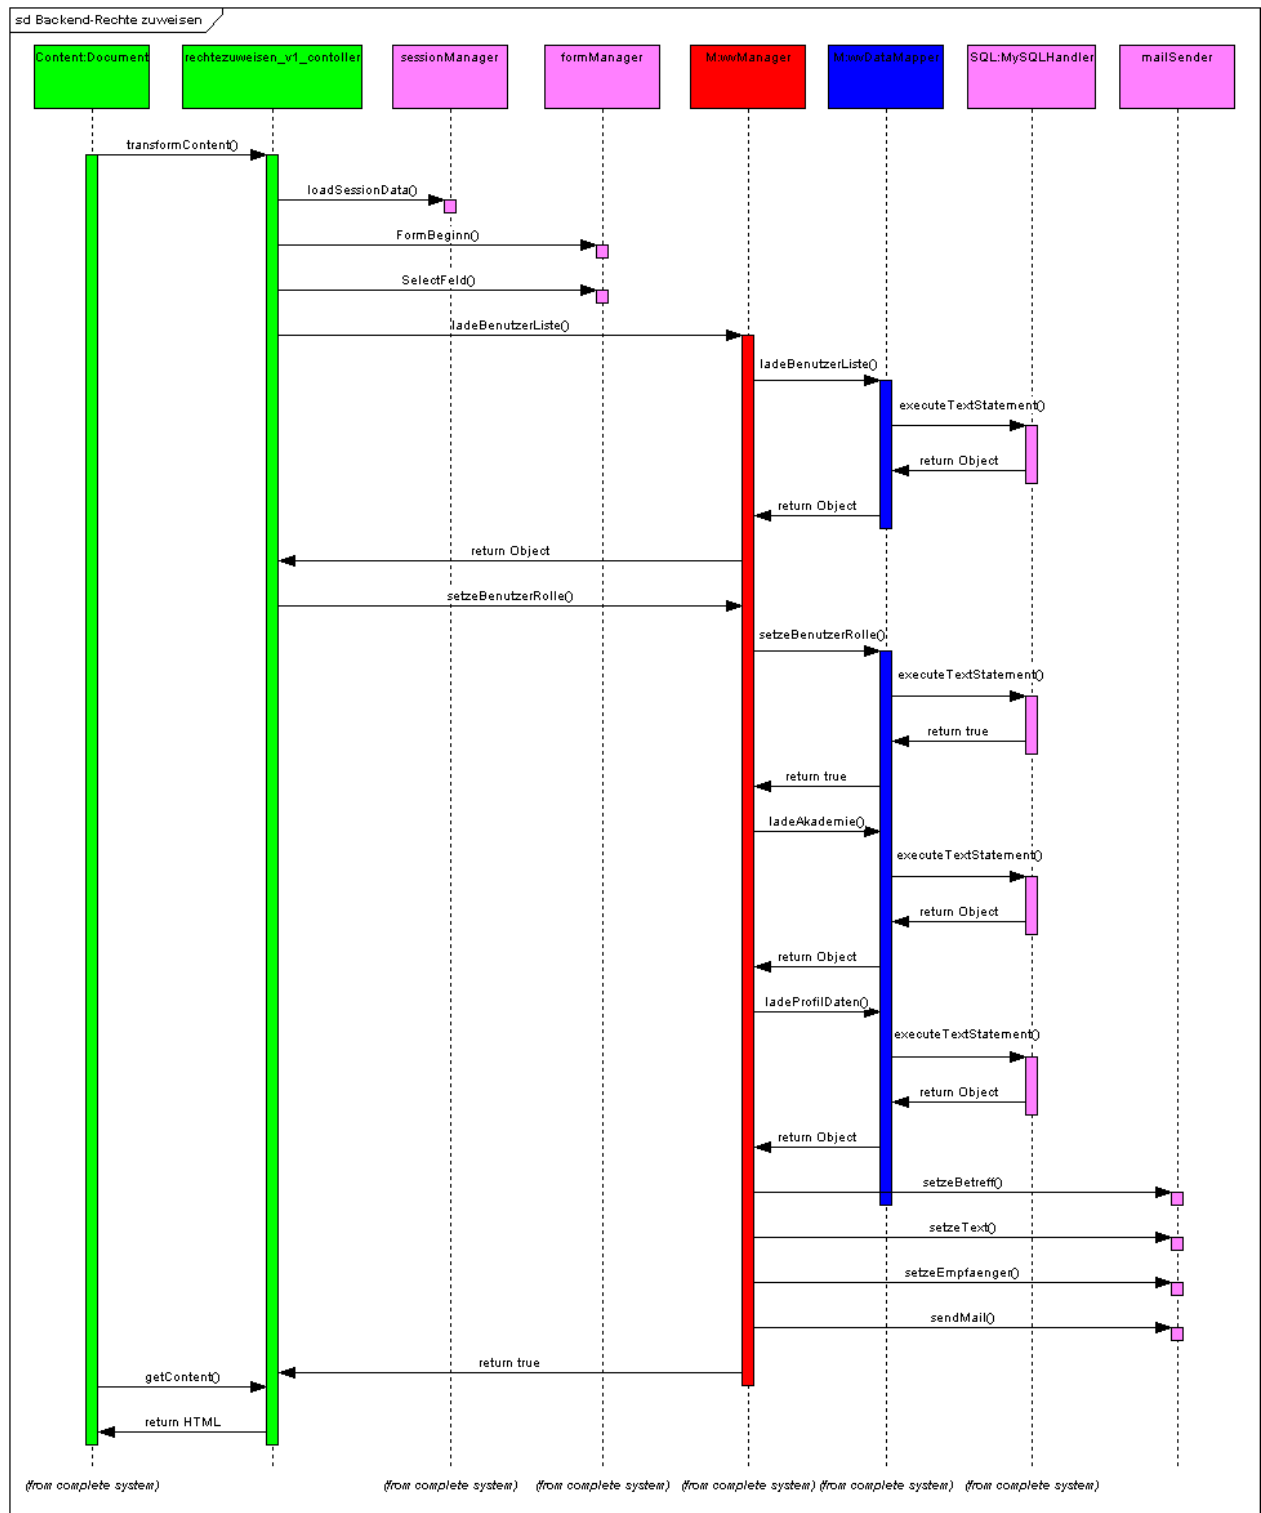 sd Backend-Rechte zuweisen
Content:Document rechtezuweisen_v1_contoller sessionManager formManager M:wvManager M:wvDataMapper SQL:MySQLHandler mailSender
transformContent()
loadSessionData()
FormBeginn()
SelectFeld()
ladeBenutzerListe()
ladeBenutzerListe()
executeTextStatement()
return Object
return Object
return Object
setzeBenutzerRolle()
setzeBenutzerRolle()
executeTextStatement()
return true
return true
ladeAkademie()
executeTextStatement()
return Object
return Object
ladeProfilDaten()
executeTextStatement()
return Object
return Object
setzeBetreff()
setzeText()
setzeEmpfaenger()
sendMail()
return true
getContent()
return HTML
(from complete system) (from complete system) (from complete system) (from complete system) (from complete system) (from complete system)